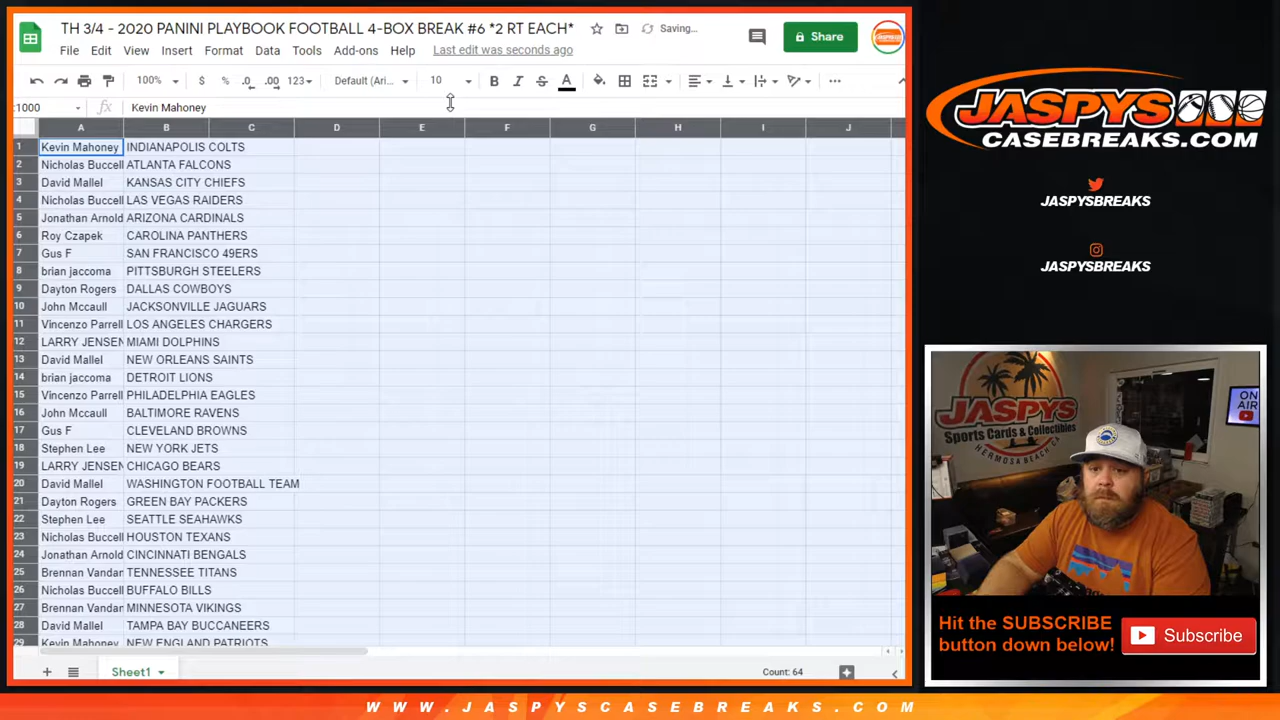 TH 3/4 - 2020 PANINI PLAYBOOK FOOTBALL 4-BOX BREAK #6 *2 RT EACH*
Saving...
Share
File Edit View Insert Format Data Tools Add-ons Help Last edit was seconds ago
100% $ % .0 .00 123 Default (Ari... 10 B I S A
:1000 fx Kevin Mahoney
A B C D E F G H I J
1 Kevin Mahoney INDIANAPOLIS COLTS
2 Nicholas Buccell ATLANTA FALCONS
3 David Mallel KANSAS CITY CHIEFS
4 Nicholas Buccell LAS VEGAS RAIDERS
5 Jonathan Arnold ARIZONA CARDINALS
6 Roy Czapek CAROLINA PANTHERS
7 Gus F SAN FRANCISCO 49ERS
8 brian jaccoma PITTSBURGH STEELERS
9 Dayton Rogers DALLAS COWBOYS
10 John Mccaull JACKSONVILLE JAGUARS
11 Vincenzo Parrell LOS ANGELES CHARGERS
12 LARRY JENSEN MIAMI DOLPHINS
13 David Mallel NEW ORLEANS SAINTS
14 brian jaccoma DETROIT LIONS
15 Vincenzo Parrell PHILADELPHIA EAGLES
16 John Mccaull BALTIMORE RAVENS
17 Gus F CLEVELAND BROWNS
18 Stephen Lee NEW YORK JETS
19 LARRY JENSEN CHICAGO BEARS
20 David Mallel WASHINGTON FOOTBALL TEAM
21 Dayton Rogers GREEN BAY PACKERS
22 Stephen Lee SEATTLE SEAHAWKS
23 Nicholas Buccell HOUSTON TEXANS
24 Jonathan Arnold CINCINNATI BENGALS
25 Brennan Vandan TENNESSEE TITANS
26 Nicholas Buccell BUFFALO BILLS
27 Brennan Vandan MINNESOTA VIKINGS
28 David Mallel TAMPA BAY BUCCANEERS
29 Kevin Mahoney NEW ENGLAND PATRIOTS
Sheet1
Count: 64
JASPYS
CASEBREAKS.COM
JASPYSBREAKS
JASPYSBREAKS
JASPYS
Sports Cards & Collectibles
HERMOSA BEACH CA
ON
AIR
Hit the SUBSCRIBE
button down below!
Subscribe
WWW.JASPYSCASEBREAKS.COM